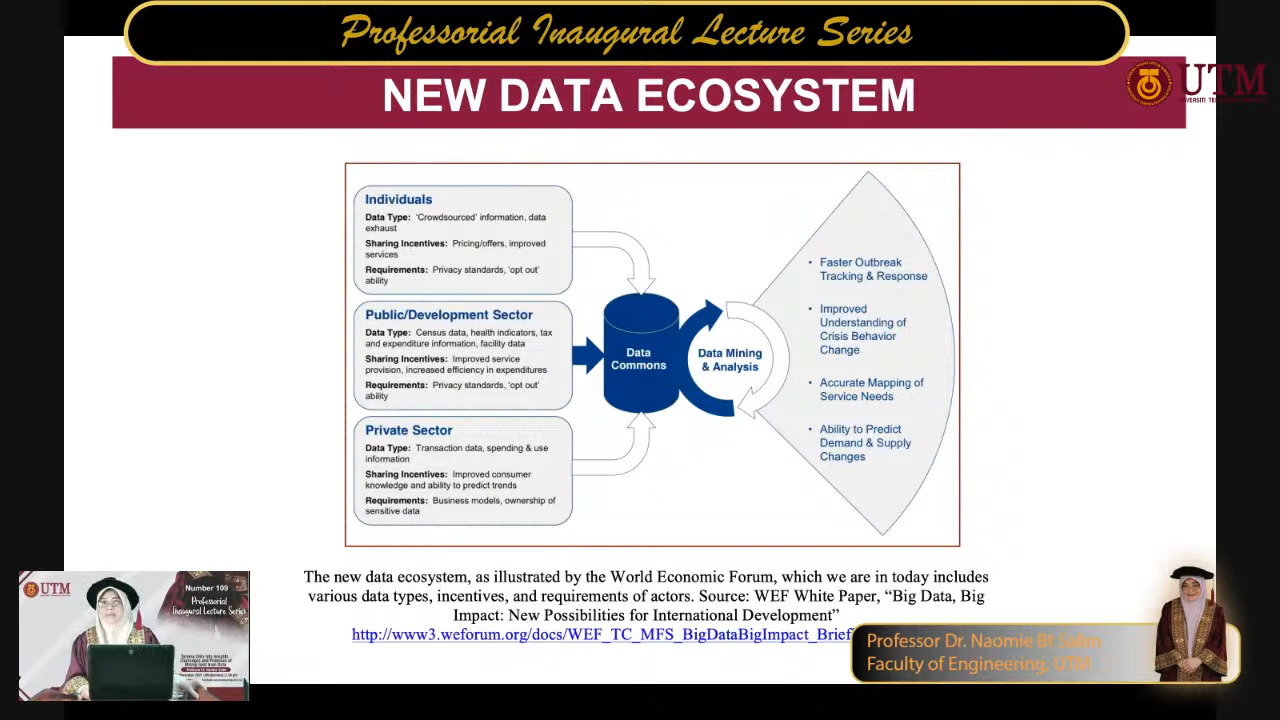 Professorial Inaugural Lecture Series
NEW DATA ECOSYSTEM
UTM
Individuals
Data Type: 'Crowdsourced' information, data
exhaust
Sharing Incentives: Pricing/offers, improved
services
Requirements: Privacy standards, 'opt out'
ability
Public/Development Sector
Data Type: Census data, health indicators, tax
and expenditure information, facility data
Sharing Incentives: Improved service
provision, increased efficiency in expenditures
Requirements: Privacy standards, 'opt out'
ability
Private Sector
Data Type: Transaction data, spending & use
information
Sharing Incentives: Improved consumer
knowledge and ability to predict trends
Requirements: Business models, ownership of
sensitive data
Data
Commons
Data Mining
& Analysis
• Faster Outbreak
Tracking & Response
• Improved
Understanding of
Crisis Behavior
Change
• Accurate Mapping of
Service Needs
• Ability to Predict
Demand & Supply
Changes
The new data ecosystem, as illustrated by the World Economic Forum, which we are in today includes
various data types, incentives, and requirements of actors. Source: WEF White Paper, “Big Data, Big
Impact: New Possibilities for International Development”
http://www3.weforum.org/docs/WEF_TC_MFS_BigDataBigImpact_Brief
UTM
Number 109
Professorial
Inaugural Lecture Series
Professor Dr. Naomie Bt Salim
Faculty of Engineering, UTM